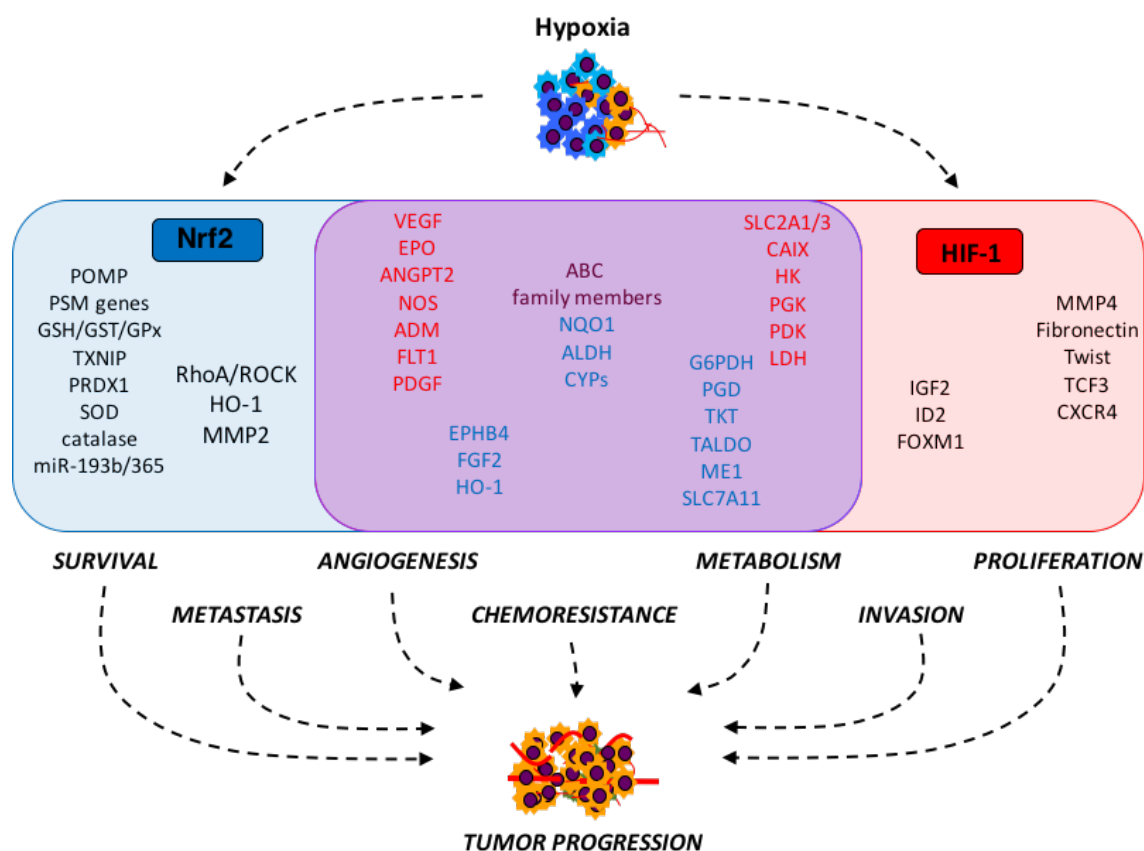 Hypoxia
Nrf2
POMP
PSM genes
GSH/GST/GPx
TXNIP
PRDX1
SOD
catalase
miR-193b/365
RhoA/ROCK
HO-1
MMP2
VEGF
EPO
ANGPT2
NOS
ADM
FLT1
PDGF
EPHB4
FGF2
HO-1
ABC
family members
NQO1
ALDH
CYPs
SLC2A1/3
CAIX
HK
PGK
PDK
LDH
G6PDH
PGD
TKT
TALDO
ME1
SLC7A11
HIF-1
IGF2
ID2
FOXM1
MMP4
Fibronectin
Twist
TCF3
CXCR4
SURVIVAL
METASTASIS
ANGIOGENESIS
CHEMORESISTANCE
METABOLISM
INVASION
PROLIFERATION
TUMOR PROGRESSION